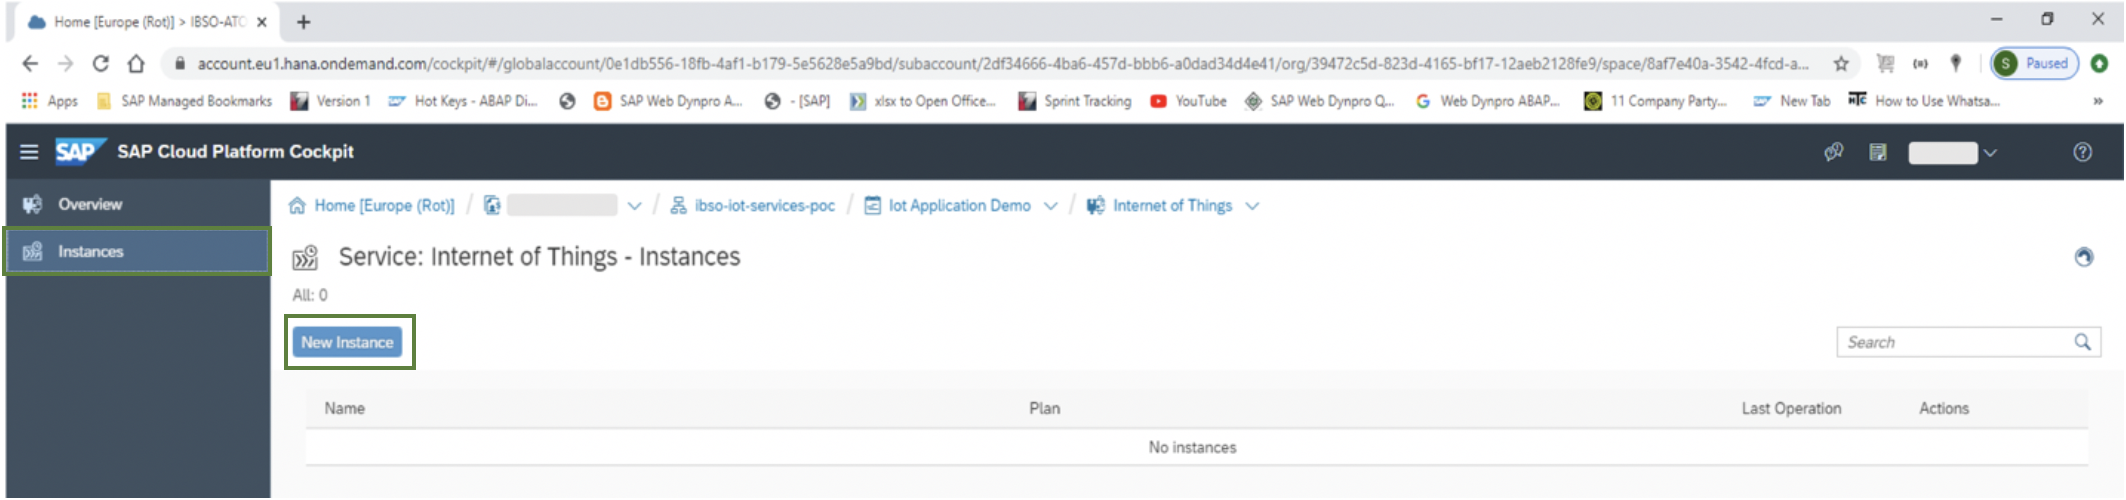 Home [Europe (Rot)] > IBSO-ATC
account.eu1.hana.ondemand.com/cockpit/#/globalaccount/0e1db556-18fb-4af1-b179-5e5628e5a9bd/subaccount/2df34666-4ba6-457d-bbb6-a0dad34d4e41/org/39472c5d-823d-4165-bf17-12aeb2128fe9/space/8af7e40a-3542-4fcd-a... S Paused
Apps SAP Managed Bookmarks Version 1 Hot Keys - ABAP Di... SAP Web Dynpro A... - [SAP] xlsx to Open Office... Sprint Tracking YouTube SAP Web Dynpro Q... Web Dynpro ABAP... 11 Company Party... New Tab How to Use Whatsa... »
SAP SAP Cloud Platform Cockpit
Overview
Instances
Home [Europe (Rot)] / / ibso-iot-services-poc / Iot Application Demo / Internet of Things
Service: Internet of Things - Instances
All: 0
New Instance
Search
Name Plan Last Operation Actions
No instances